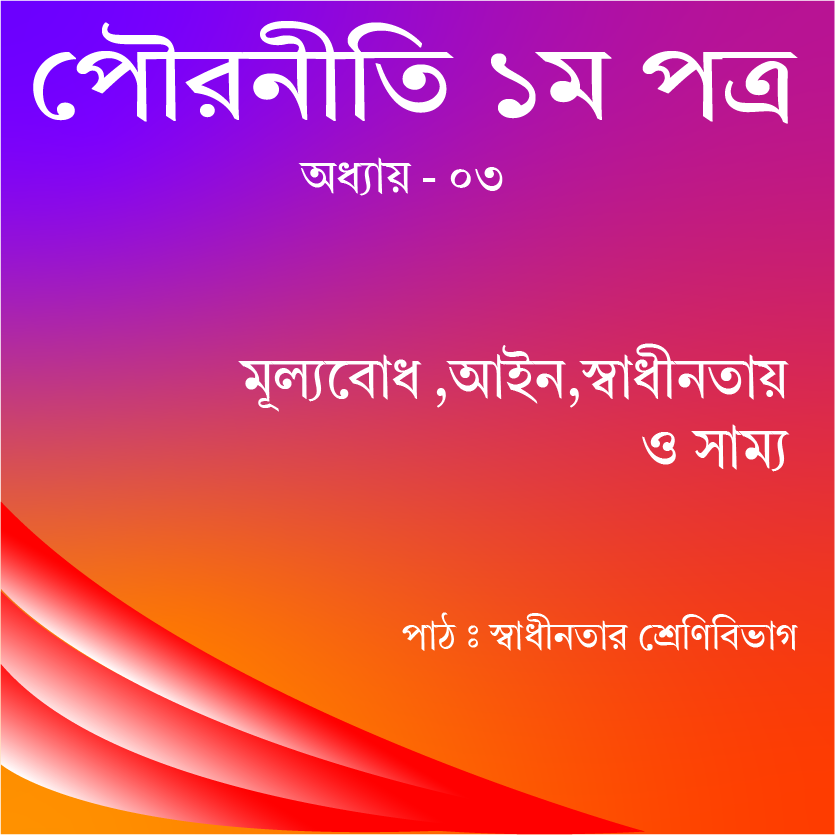 পৌরনীতি ১ম পত্র
অধ্যায় - ০৩
মূল্যবোধ ,আইন,স্বাধীনতায়
ও সাম্য
পাঠ ঃ স্বাধীনতার শ্রেণিবিভাগ